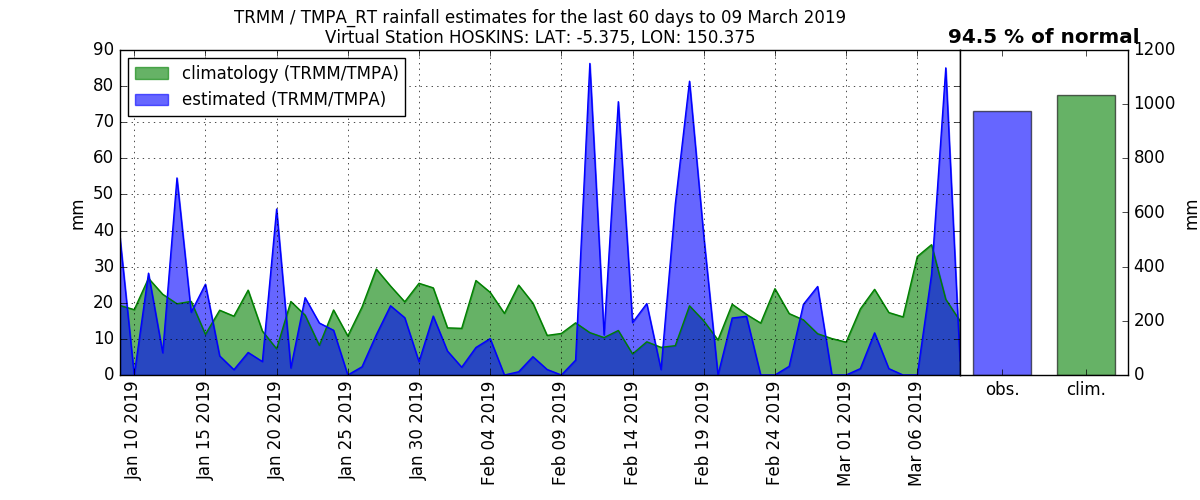 TRMM / TMPA_RT rainfall estimates for the last 60 days to 09 March 2019
Virtual Station HOSKINS: LAT: -5.375, LON: 150.375
94.5 % of normal
climatology (TRMM/TMPA)
estimated (TRMM/TMPA)
90
80
70
60
50
40
30
20
10
0
mm
Jan 10 2019
Jan 15 2019
Jan 20 2019
Jan 25 2019
Jan 30 2019
Feb 04 2019
Feb 09 2019
Feb 14 2019
Feb 19 2019
Feb 24 2019
Mar 01 2019
Mar 06 2019
obs.
clim.
1200
1000
800
600
400
200
0
mm